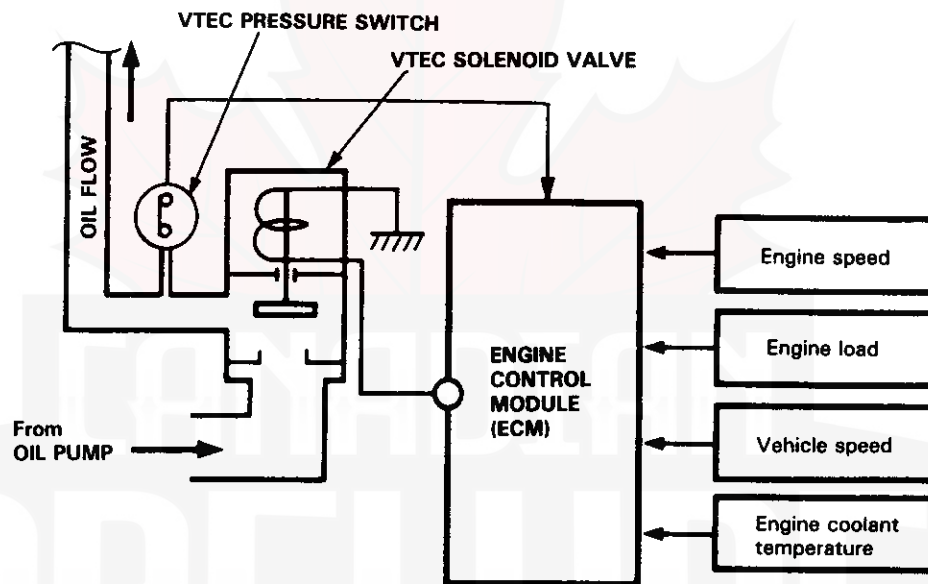 VTEC PRESSURE SWITCH
VTEC SOLENOID VALVE
OIL FLOW
ENGINE
CONTROL
MODULE
(ECM)
Engine speed
Engine load
Vehicle speed
Engine coolant
temperature
From
OIL PUMP
CANADIAN